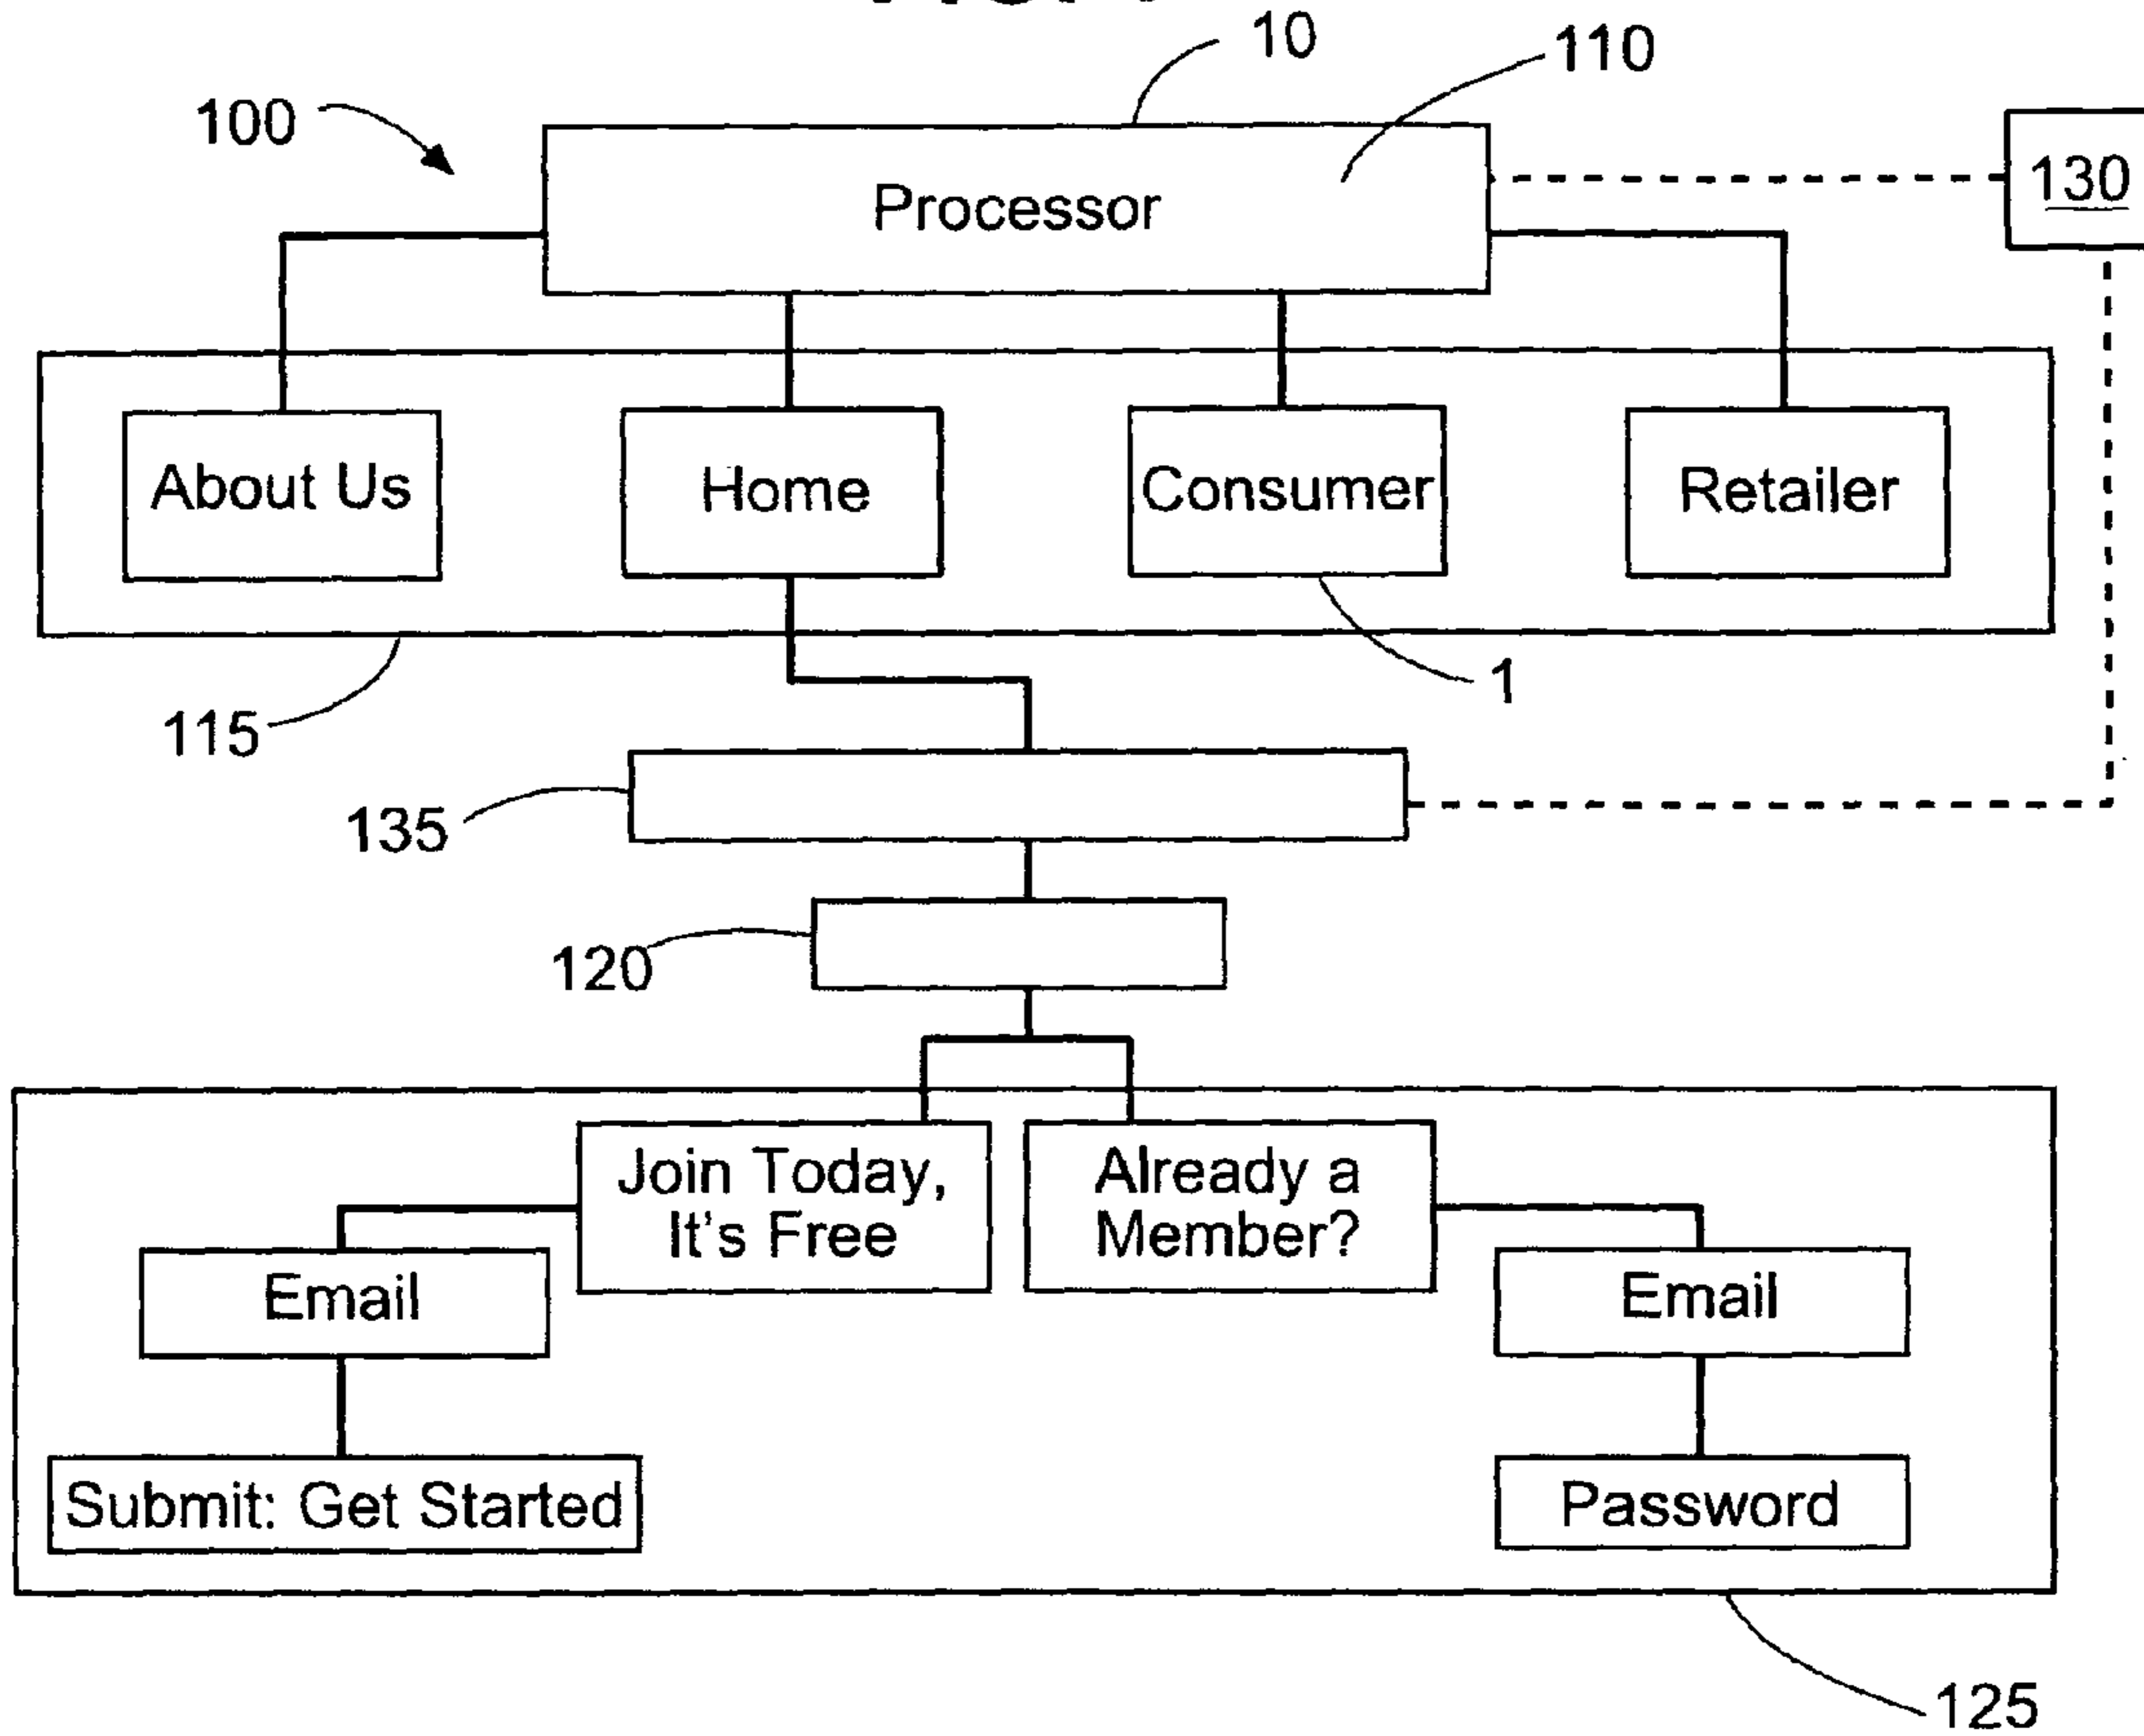 10
110
100
130
Processor
About Us
Home
Consumer
Retailer
1
115
135
120
Join Today,
It's Free
Already a
Member?
Email
Email
Submit: Get Started
Password
125